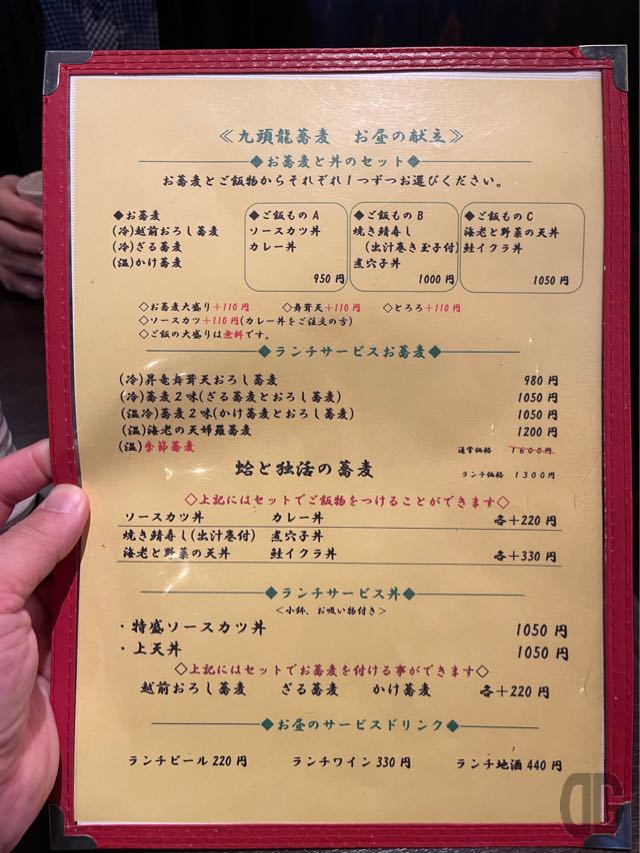 ≪九頭龍蕎麦　お昼の献立≫
◆お蕎麦と丼のセット◆
お蕎麦とご飯物からそれぞれ１つずつお選びください。
◆お蕎麦
(冷)越前おろし蕎麦
(冷)ざる蕎麦
(温)かけ蕎麦
◆ご飯もの A
ソースカツ丼
カレー丼
950 円
◆ご飯もの B
焼き鯖寿し
(出汁巻き玉子付)
煮穴子丼
1000 円
◆ご飯もの C
海老と野菜の天丼
鮭イクラ丼
1050 円
◇お蕎麦大盛り+110 円　◇舞茸天+110 円　◇とろろ+110 円
◇ソースカツ+110 円(カレー丼をご注文の方)
◇ご飯の大盛りは無料です。
◆ランチサービスお蕎麦◆
(冷)昇竜舞茸天おろし蕎麦 980 円
(冷)蕎麦２味(ざる蕎麦とおろし蕎麦) 1050 円
(温冷)蕎麦２味(かけ蕎麦とおろし蕎麦) 1050 円
(温)海老の天婦羅蕎麦 1200 円
(温)季節蕎麦 通常価格 1600円
蛤と独活の蕎麦 ランチ価格 1300円
◇上記にはセットでご飯物をつけることができます◇
ソースカツ丼 カレー丼 各＋220 円
焼き鯖寿し(出汁巻付) 煮穴子丼
海老と野菜の天丼 鮭イクラ丼 各＋330 円
◆ランチサービス丼◆
＜小鉢、お吸い物付き＞
・特盛ソースカツ丼 1050 円
・上天丼 1050 円
◇上記にはセットでお蕎麦を付ける事ができます◇
越前おろし蕎麦 ざる蕎麦 かけ蕎麦 各＋220 円
◆お昼のサービスドリンク◆
ランチビール 220 円 ランチワイン 330 円 ランチ地酒 440 円